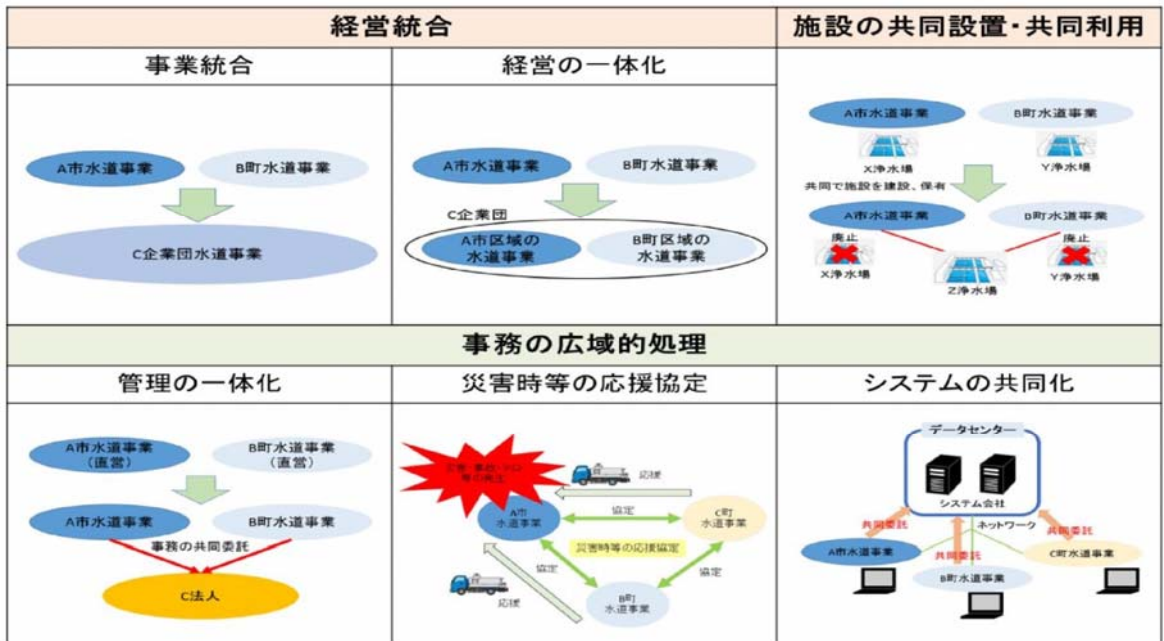 経営統合
施設の共同設置・共同利用
事業統合
経営の一体化
A市水道事業
B町水道事業
C企業団水道事業
A市水道事業
B町水道事業
C企業団
A市区域の
水道事業
B町区域の
水道事業
A市水道事業
B町水道事業
X浄水場
Y浄水場
共同で施設を建設、保有
A市水道事業
B町水道事業
廃止
廃止
X浄水場
Z浄水場
Y浄水場
事務の広域的処理
管理の一体化
災害時等の応援協定
システムの共同化
A市水道事業
(直営)
B町水道事業
(直営)
A市水道事業
B町水道事業
事務の共同委託
C法人
災害・事故・テロ
等の発生
応援
A市
水道事業
協定
C町
水道事業
災害時等の応援協定
協定
協定
応援
B町
水道事業
データセンター
システム会社
ネットワーク
共同委託
共同委託
共同委託
A市水道事業
B町水道事業
C町水道事業